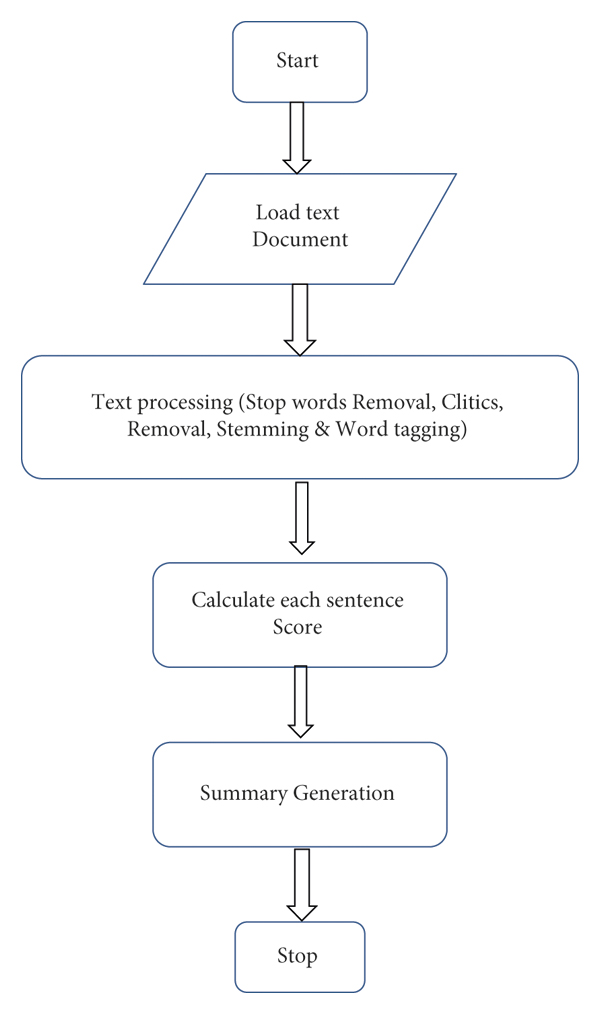 Start
Load text
Document
Text processing (Stop words Removal, Clitics,
Removal, Stemming & Word tagging)
Calculate each sentence
Score
Summary Generation
Stop